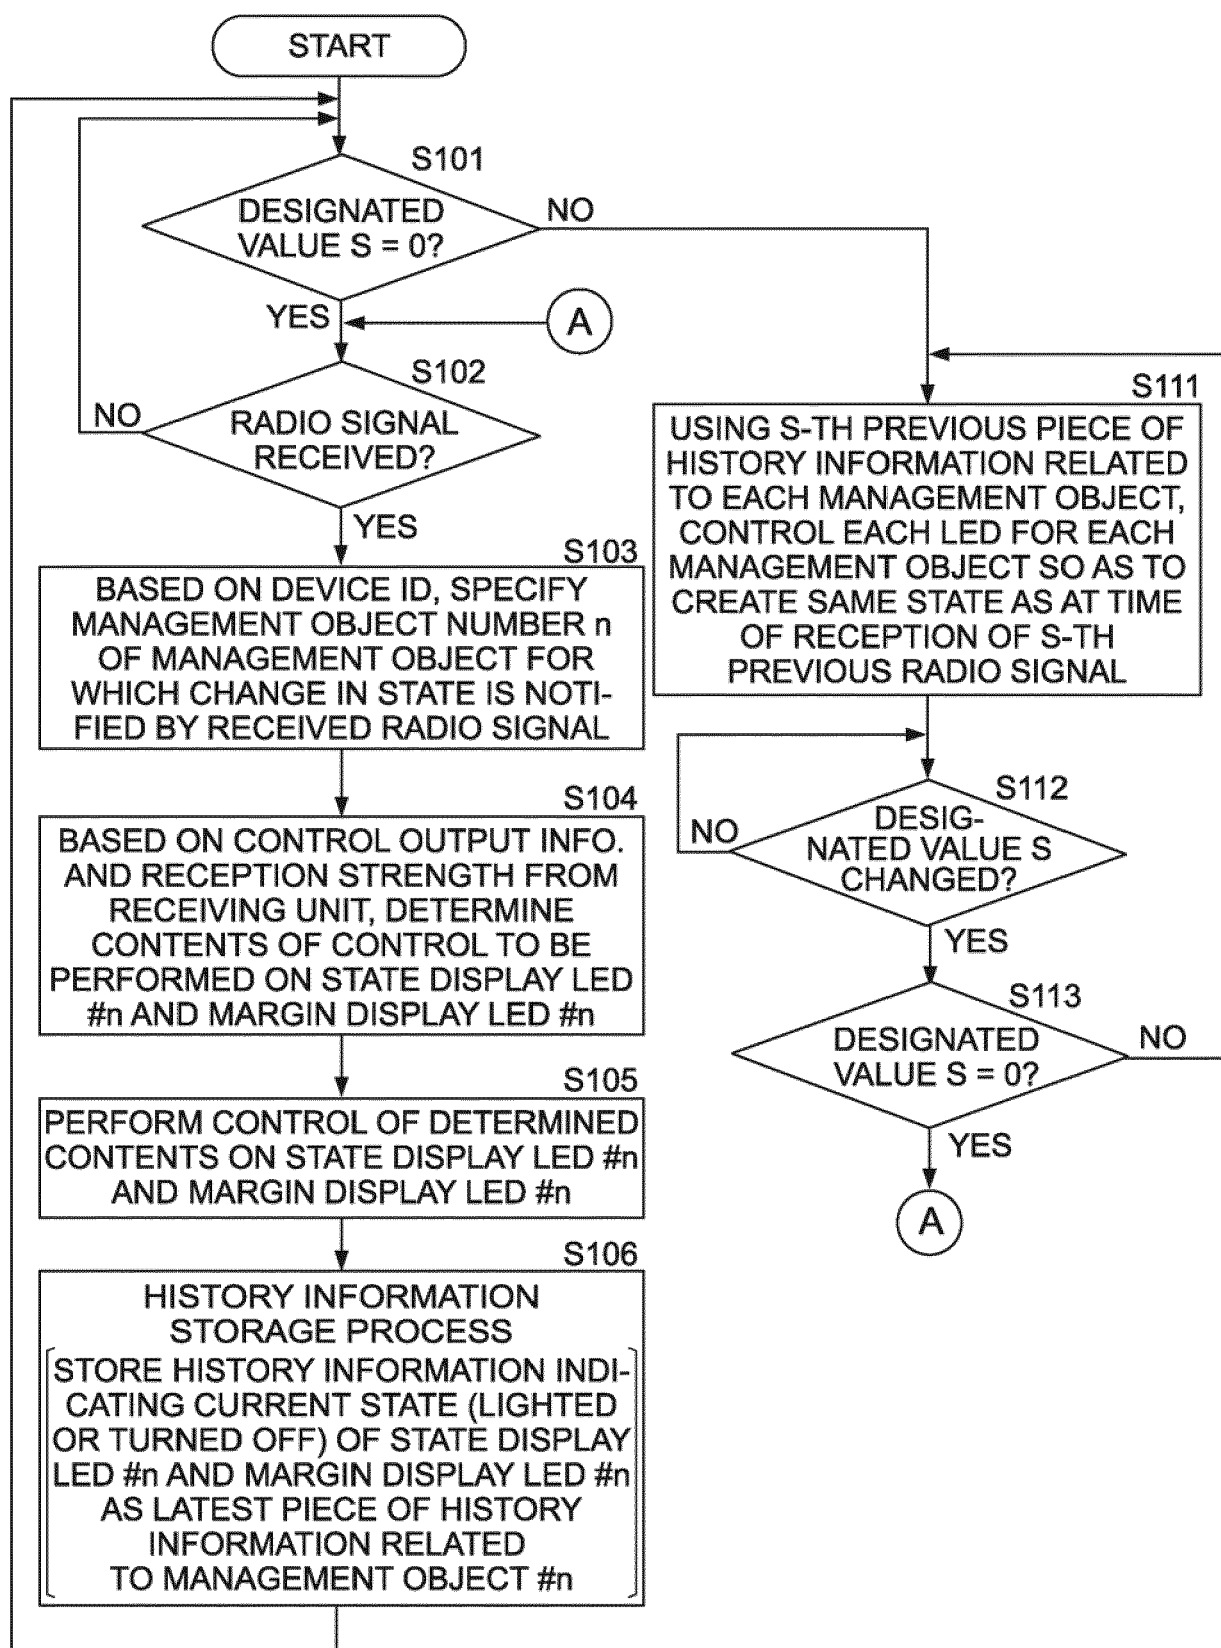 START
S101
DESIGNATED
VALUE S = 0?
NO
YES
A
S102
NO
RADIO SIGNAL
RECEIVED?
YES
S103
BASED ON DEVICE ID, SPECIFY
MANAGEMENT OBJECT NUMBER n
OF MANAGEMENT OBJECT FOR
WHICH CHANGE IN STATE IS NOTI-
FIED BY RECEIVED RADIO SIGNAL
S104
BASED ON CONTROL OUTPUT INFO.
AND RECEPTION STRENGTH FROM
RECEIVING UNIT, DETERMINE
CONTENTS OF CONTROL TO BE
PERFORMED ON STATE DISPLAY LED
#n AND MARGIN DISPLAY LED #n
S105
PERFORM CONTROL OF DETERMINED
CONTENTS ON STATE DISPLAY LED #n
AND MARGIN DISPLAY LED #n
S106
HISTORY INFORMATION
STORAGE PROCESS
STORE HISTORY INFORMATION INDI-
CATING CURRENT STATE (LIGHTED
OR TURNED OFF) OF STATE DISPLAY
LED #n AND MARGIN DISPLAY LED #n
AS LATEST PIECE OF HISTORY
INFORMATION RELATED
TO MANAGEMENT OBJECT #n
S111
USING S-TH PREVIOUS PIECE OF
HISTORY INFORMATION RELATED
TO EACH MANAGEMENT OBJECT,
CONTROL EACH LED FOR EACH
MANAGEMENT OBJECT SO AS TO
CREATE SAME STATE AS AT TIME
OF RECEPTION OF S-TH
PREVIOUS RADIO SIGNAL
S112
NO
DESIG-
NATED VALUE S
CHANGED?
YES
S113
DESIGNATED
VALUE S = 0?
NO
YES
A